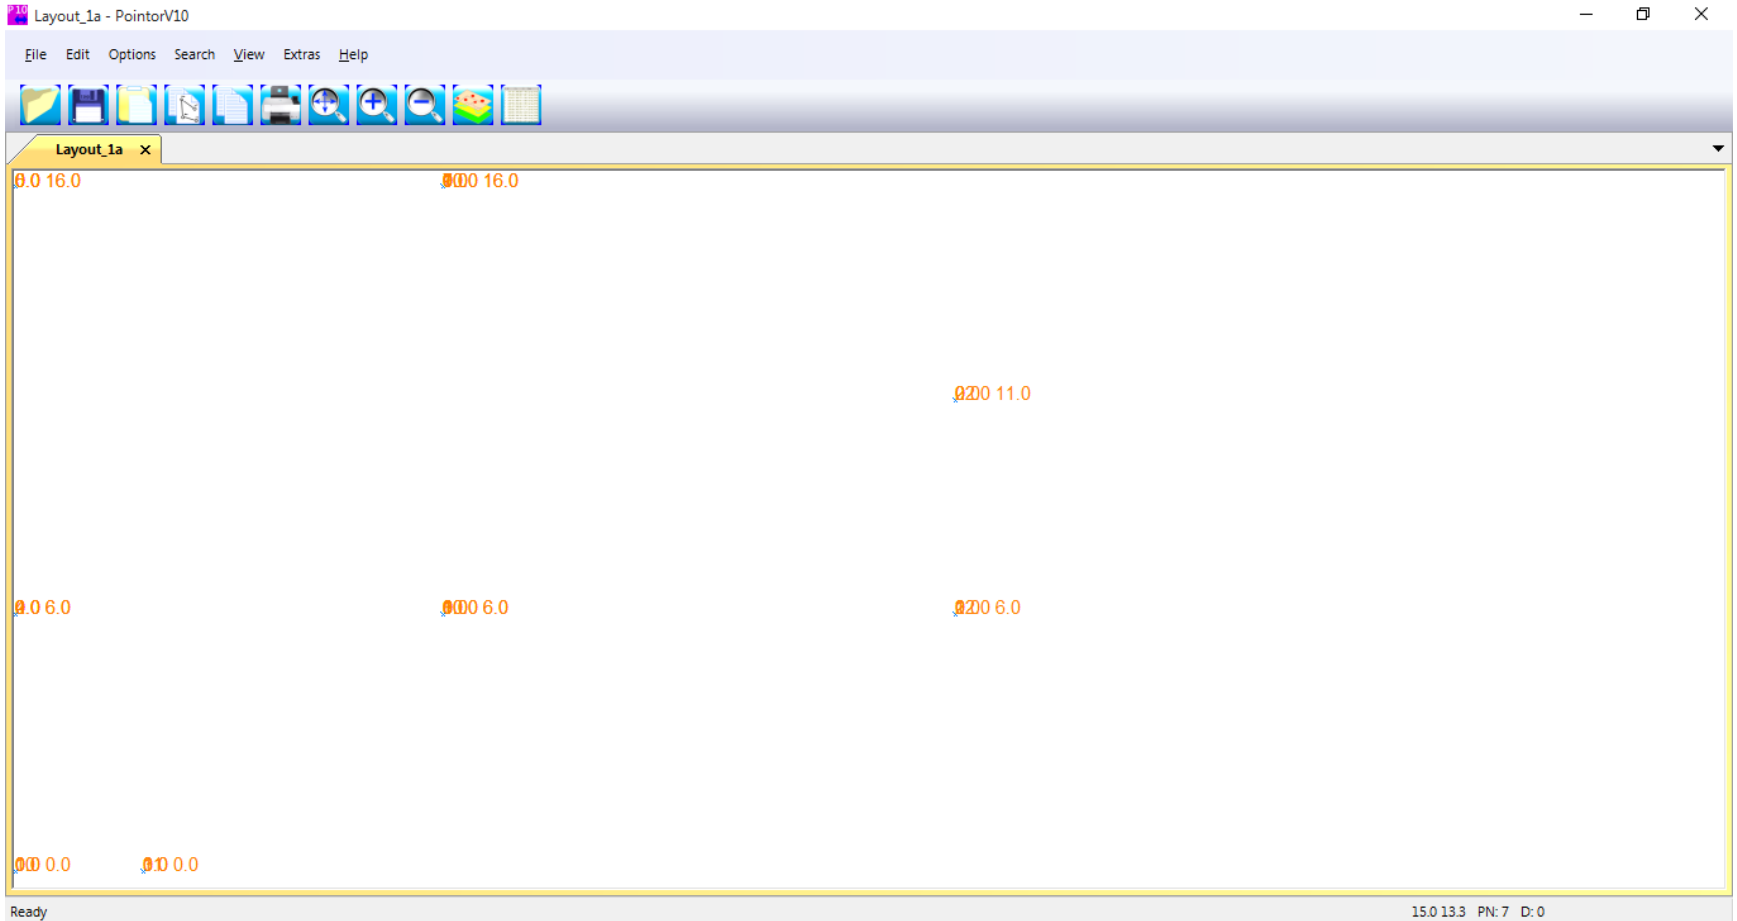 P10
Layout_1a - PointorV10
File Edit Options Search View Extras Help
Layout_1a
16.0 16.0
11.0
6.0 6.0 6.0
0.0 0.0
Ready 15.0 13.3 PN: 7 D: 0